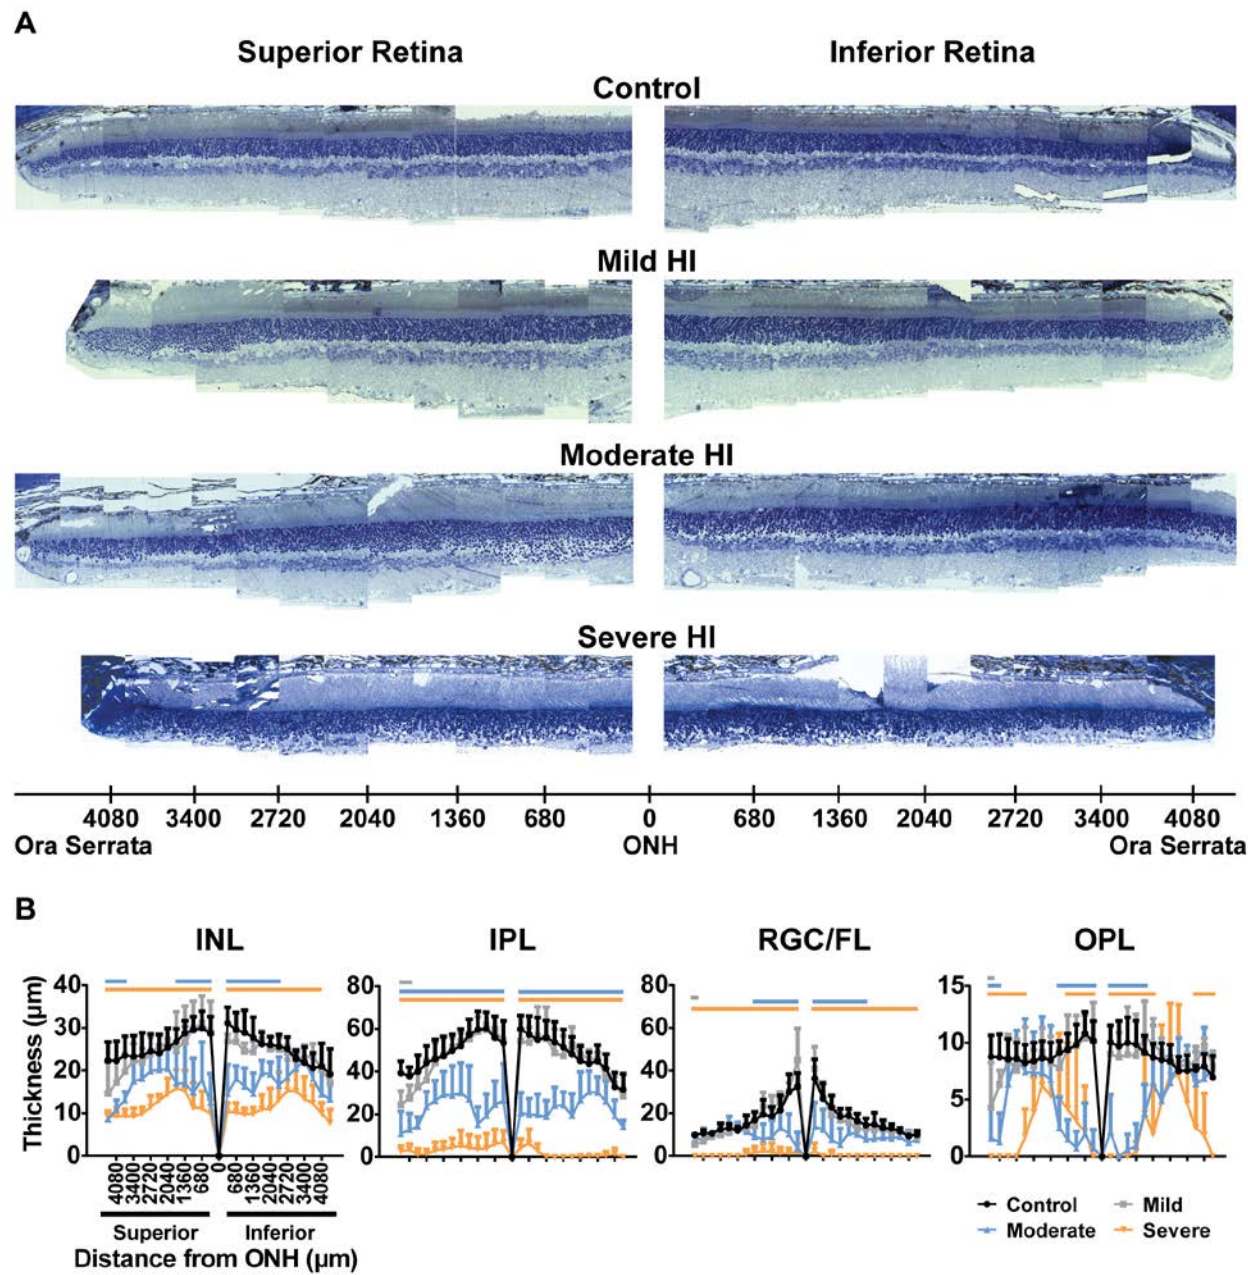 A
Superior Retina Inferior Retina
Control
Mild HI
Moderate HI
Severe HI
4080 3400 2720 2040 1360 680 0 680 1360 2040 2720 3400 4080
Ora Serrata ONH Ora Serrata
B
INL IPL RGC/FL OPL
Thickness (µm)
40
30
20
10
0
80
60
40
20
0
80
60
40
20
0
15
10
5
0
4080 3400 2720 2040 1360 680 0 680 1360 2040 2720 3400 4080
Superior Inferior
Distance from ONH (µm)
Control Mild
Moderate Severe